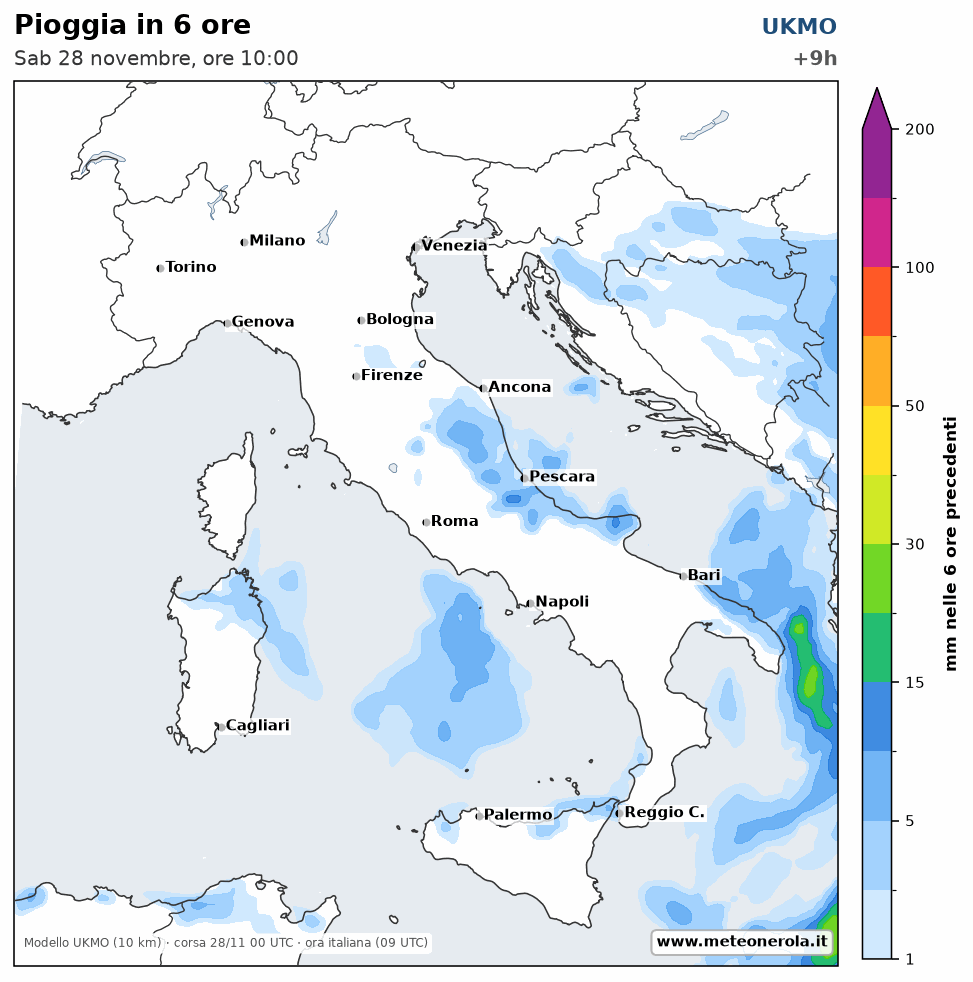 Pioggia in 6 ore
UKMO
Sab 28 novembre, ore 10:00
+9h
Milano
Venezia
Torino
Genova
Bologna
Firenze
Ancona
Pescara
Roma
Bari
Napoli
Cagliari
Palermo
Reggio C.
Modello UKMO (10 km) · corsa 28/11 00 UTC · ora italiana (09 UTC)
www.meteonerola.it
200
100
50
30
15
5
1
mm nelle 6 ore precedenti